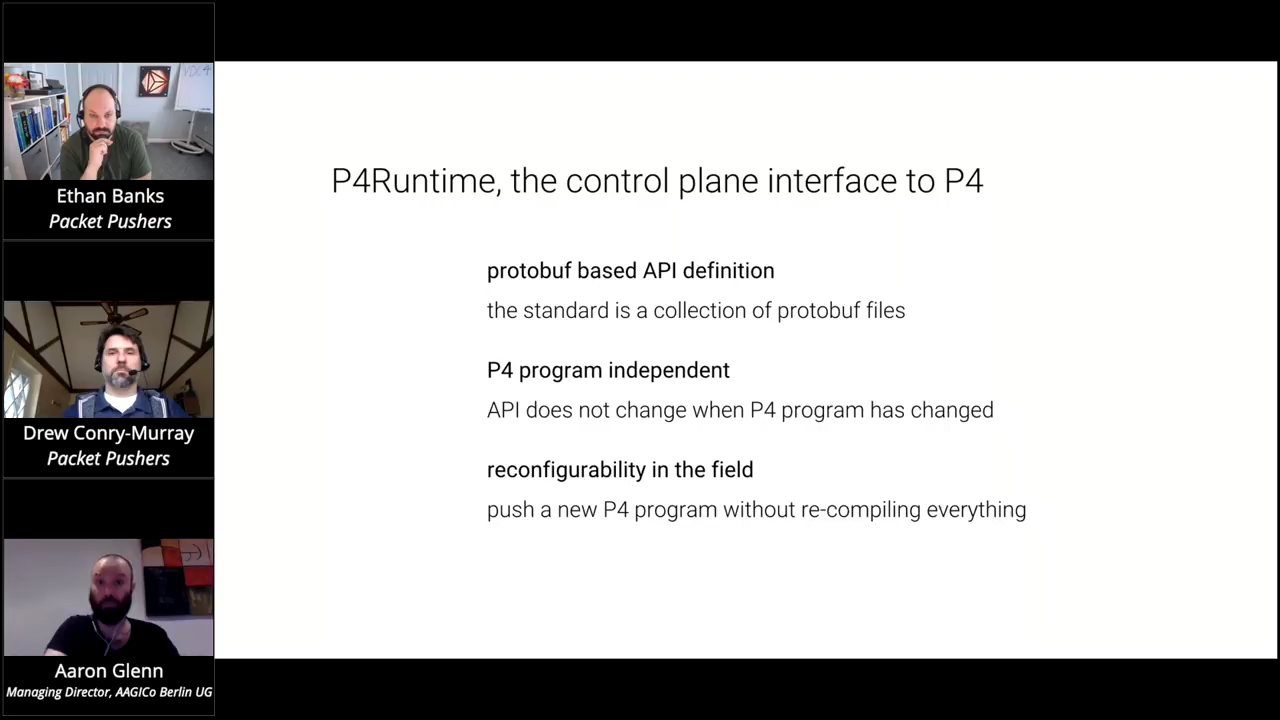 Ethan Banks
Packet Pushers
Drew Conry-Murray
Packet Pushers
Aaron Glenn
Managing Director, AAGICo Berlin UG
P4Runtime, the control plane interface to P4
protobuf based API definition
the standard is a collection of protobuf files
P4 program independent
API does not change when P4 program has changed
reconfigurability in the field
push a new P4 program without re-compiling everything